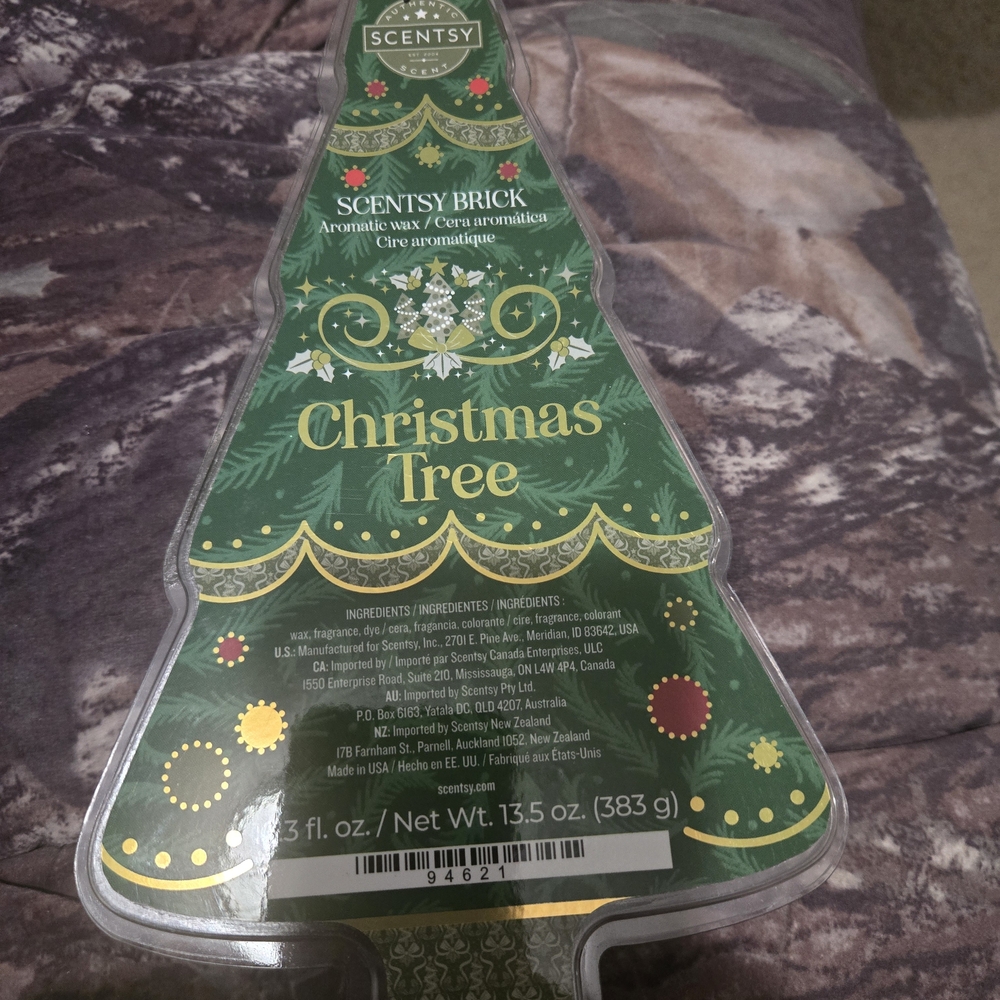 AUTHENTIC
SCENTSY
SCENT
SCENTSY BRICK
Aromatic wax / Cera aromática
Cire aromatique
Christmas
Tree
INGREDIENTS / INGREDIENTES / INGRÉDIENTS :
wax, fragrance, dye / cera, fragancia, colorante / cire, fragrance, colorant
U.S.: Manufactured for Scentsy, Inc., 2701 E. Pine Ave., Meridian, ID 83642, USA
CA: Imported by / Importé par Scentsy Canada Enterprises, ULC
1550 Enterprise Road, Suite 210, Mississauga, ON L4W 4P4, Canada
AU: Imported by Scentsy Pty Ltd.
P.O. Box 6163, Yatala DC, QLD 4207, Australia
NZ: Imported by Scentsy New Zealand
17B Farnham St., Parnell, Auckland 1052, New Zealand
Made in USA / Hecho en EE. UU. / Fabriqué aux États-Unis
scentsy.com
3 fl. oz. / Net Wt. 13.5 oz. (383 g)
94621